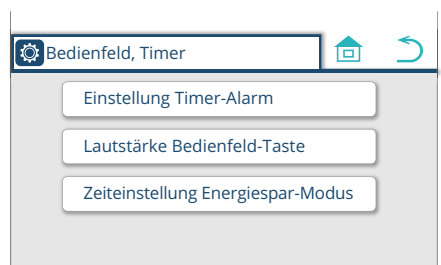 Bedienfeld, Timer
Einstellung Timer-Alarm
Lautstärke Bedienfeld-Taste
Zeiteinstellung Energiespar-Modus